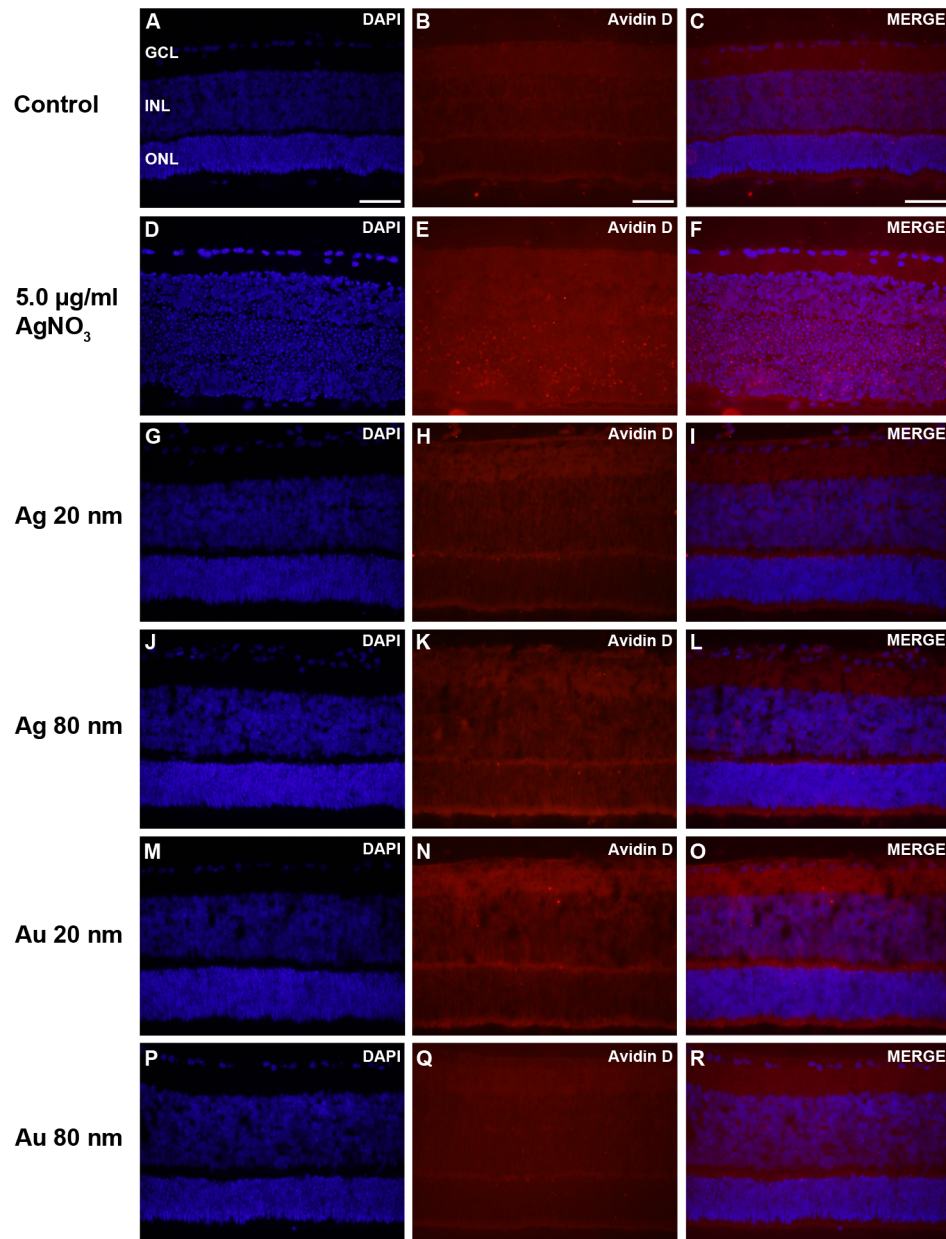 A DAPI B Avidin D C MERGE
GCL
Control
INL
ONL
D DAPI E Avidin D F MERGE
5.0 µg/ml
AgNO₃
G DAPI H Avidin D I MERGE
Ag 20 nm
J DAPI K Avidin D L MERGE
Ag 80 nm
M DAPI N Avidin D O MERGE
Au 20 nm
P DAPI Q Avidin D R MERGE
Au 80 nm